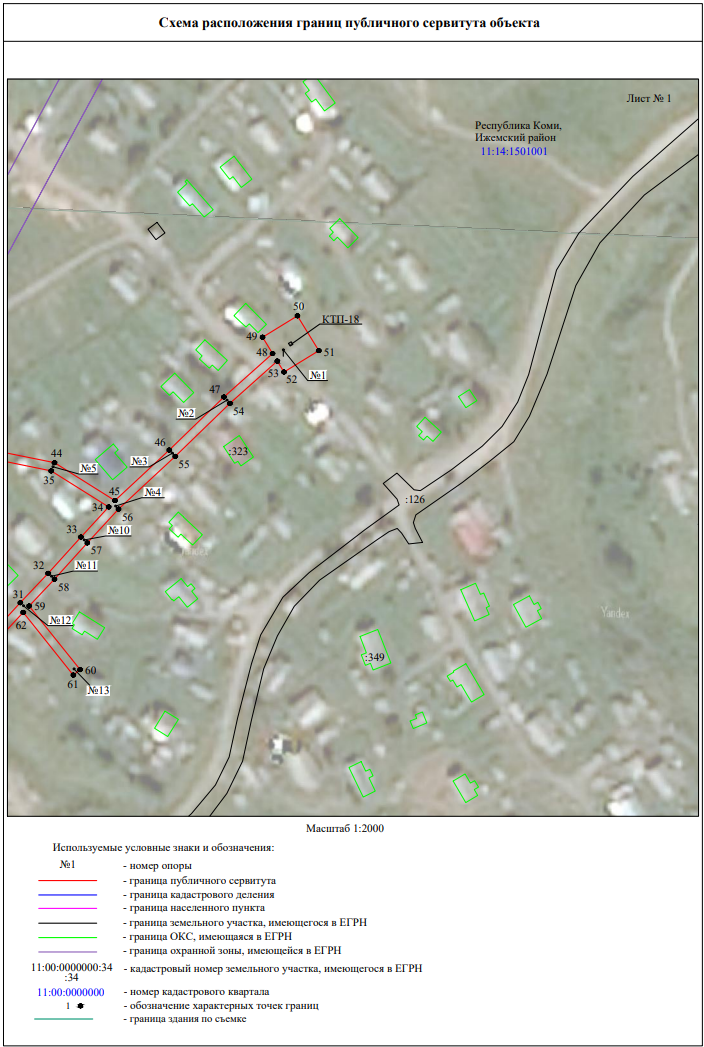 Схема расположения границ публичного сервитута объекта
Лист № 1
Республика Коми,
Ижемский район
11:14:1501001
50
КТП-18
49
51
48
1
53
52
№1
47
54
№2
46
:323
44
№3
55
№5
35
45
№4
:126
34
56
33
№10
57
32
№11
58
31
59
Yandex
62
№12
:349
60
61
№13
Масштаб 1:2000
Используемые условные знаки и обозначения:
№1 - номер опоры
- граница публичного сервитута
- граница кадастрового деления
- граница населенного пункта
- граница земельного участка, имеющегося в ЕГРН
- граница ОКС, имеющаяся в ЕГРН
- граница охранной зоны, имеющейся в ЕГРН
11:00:0000000:34 - кадастровый номер земельного участка, имеющегося в ЕГРН
:34
11:00:0000000 - номер кадастрового квартала
1 - обозначение характерных точек границ
- граница здания по съемке